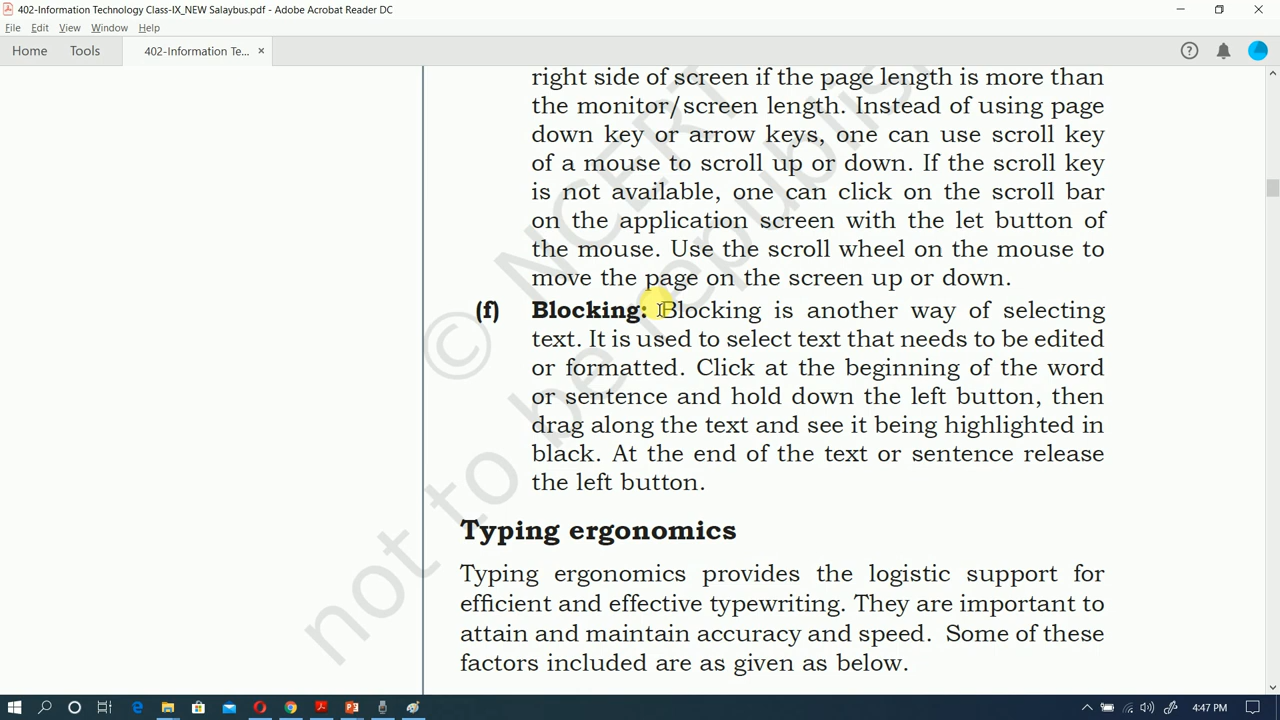 402-Information Technology Class-IX_NEW Salaybus.pdf - Adobe Acrobat Reader DC
File Edit View Window Help
Home Tools 402-Information Te... ×
right side of screen if the page length is more than
the monitor/screen length. Instead of using page
down key or arrow keys, one can use scroll key
of a mouse to scroll up or down. If the scroll key
is not available, one can click on the scroll bar
on the application screen with the let button of
the mouse. Use the scroll wheel on the mouse to
move the page on the screen up or down.
(f) Blocking: Blocking is another way of selecting
text. It is used to select text that needs to be edited
or formatted. Click at the beginning of the word
or sentence and hold down the left button, then
drag along the text and see it being highlighted in
black. At the end of the text or sentence release
the left button.
Typing ergonomics
Typing ergonomics provides the logistic support for
efficient and effective typewriting. They are important to
attain and maintain accuracy and speed. Some of these
factors included are as given as below.
© NCERT
not to be republis
4:47 PM